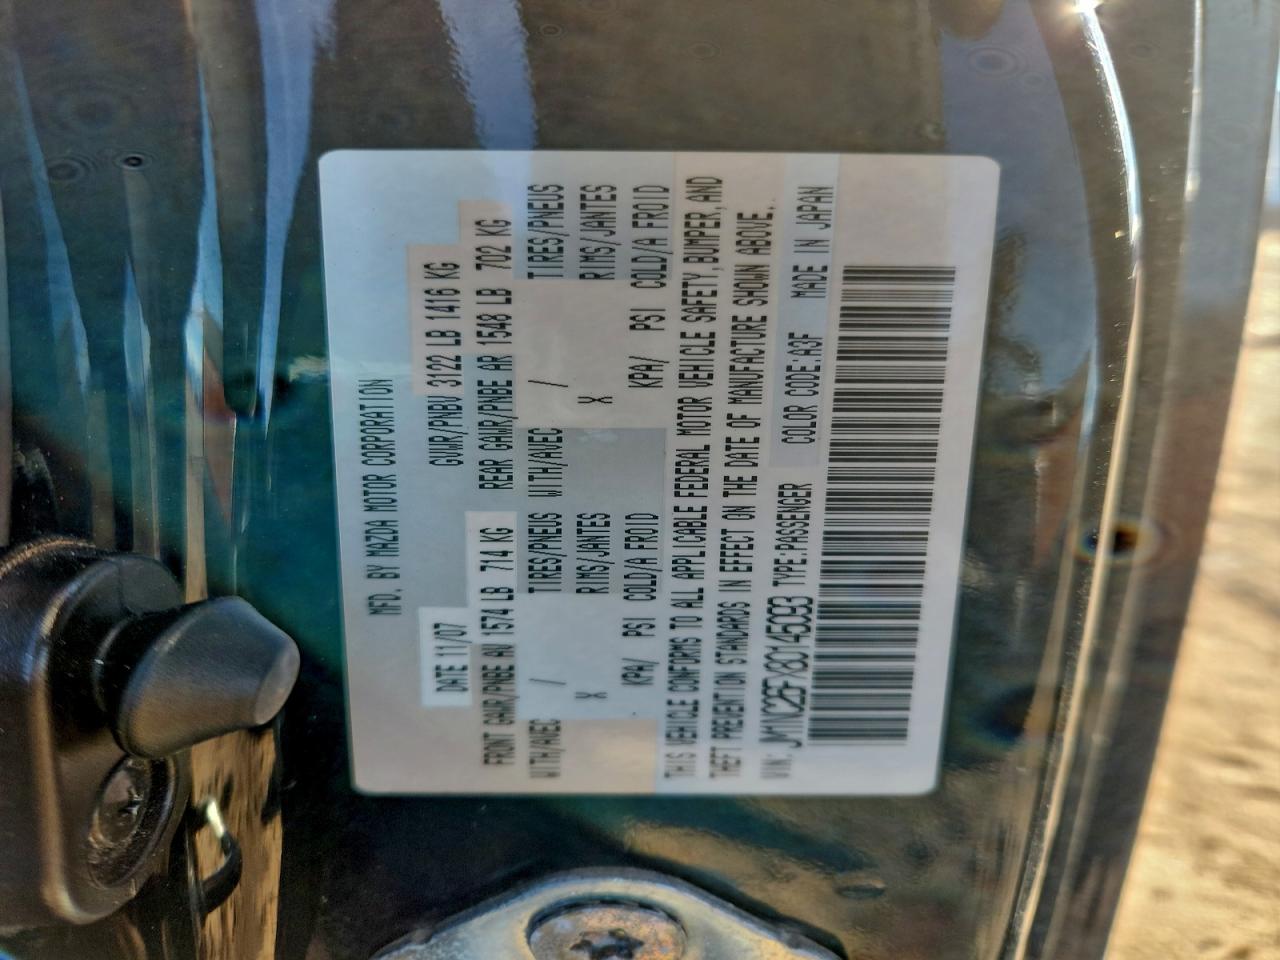 MFD. BY MAZDA MOTOR CORPORATION
DATE 11/07 GVWR/PNBV 3122 LB 1416 KG
FRONT GAWR/PNBE AV 1574 LB 714 KG REAR GAWR/PNBE AR 1548 LB 702 KG
WITH/AVEC / TIRES/PNEUS WITH/AVEC / TIRES/PNEUS
X RIMS/JANTES X RIMS/JANTES
KPA/ PSI COLD/A FROID KPA/ PSI COLD/A FROID
THIS VEHICLE CONFORMS TO ALL APPLICABLE FEDERAL MOTOR VEHICLE SAFETY, BUMPER, AND
THEFT PREVENTION STANDARDS IN EFFECT ON THE DATE OF MANUFACTURE SHOWN ABOVE.
VIN: JM1NC26FX80145093 TYPE:PASSENGER COLOR CODE:A3F MADE IN JAPAN